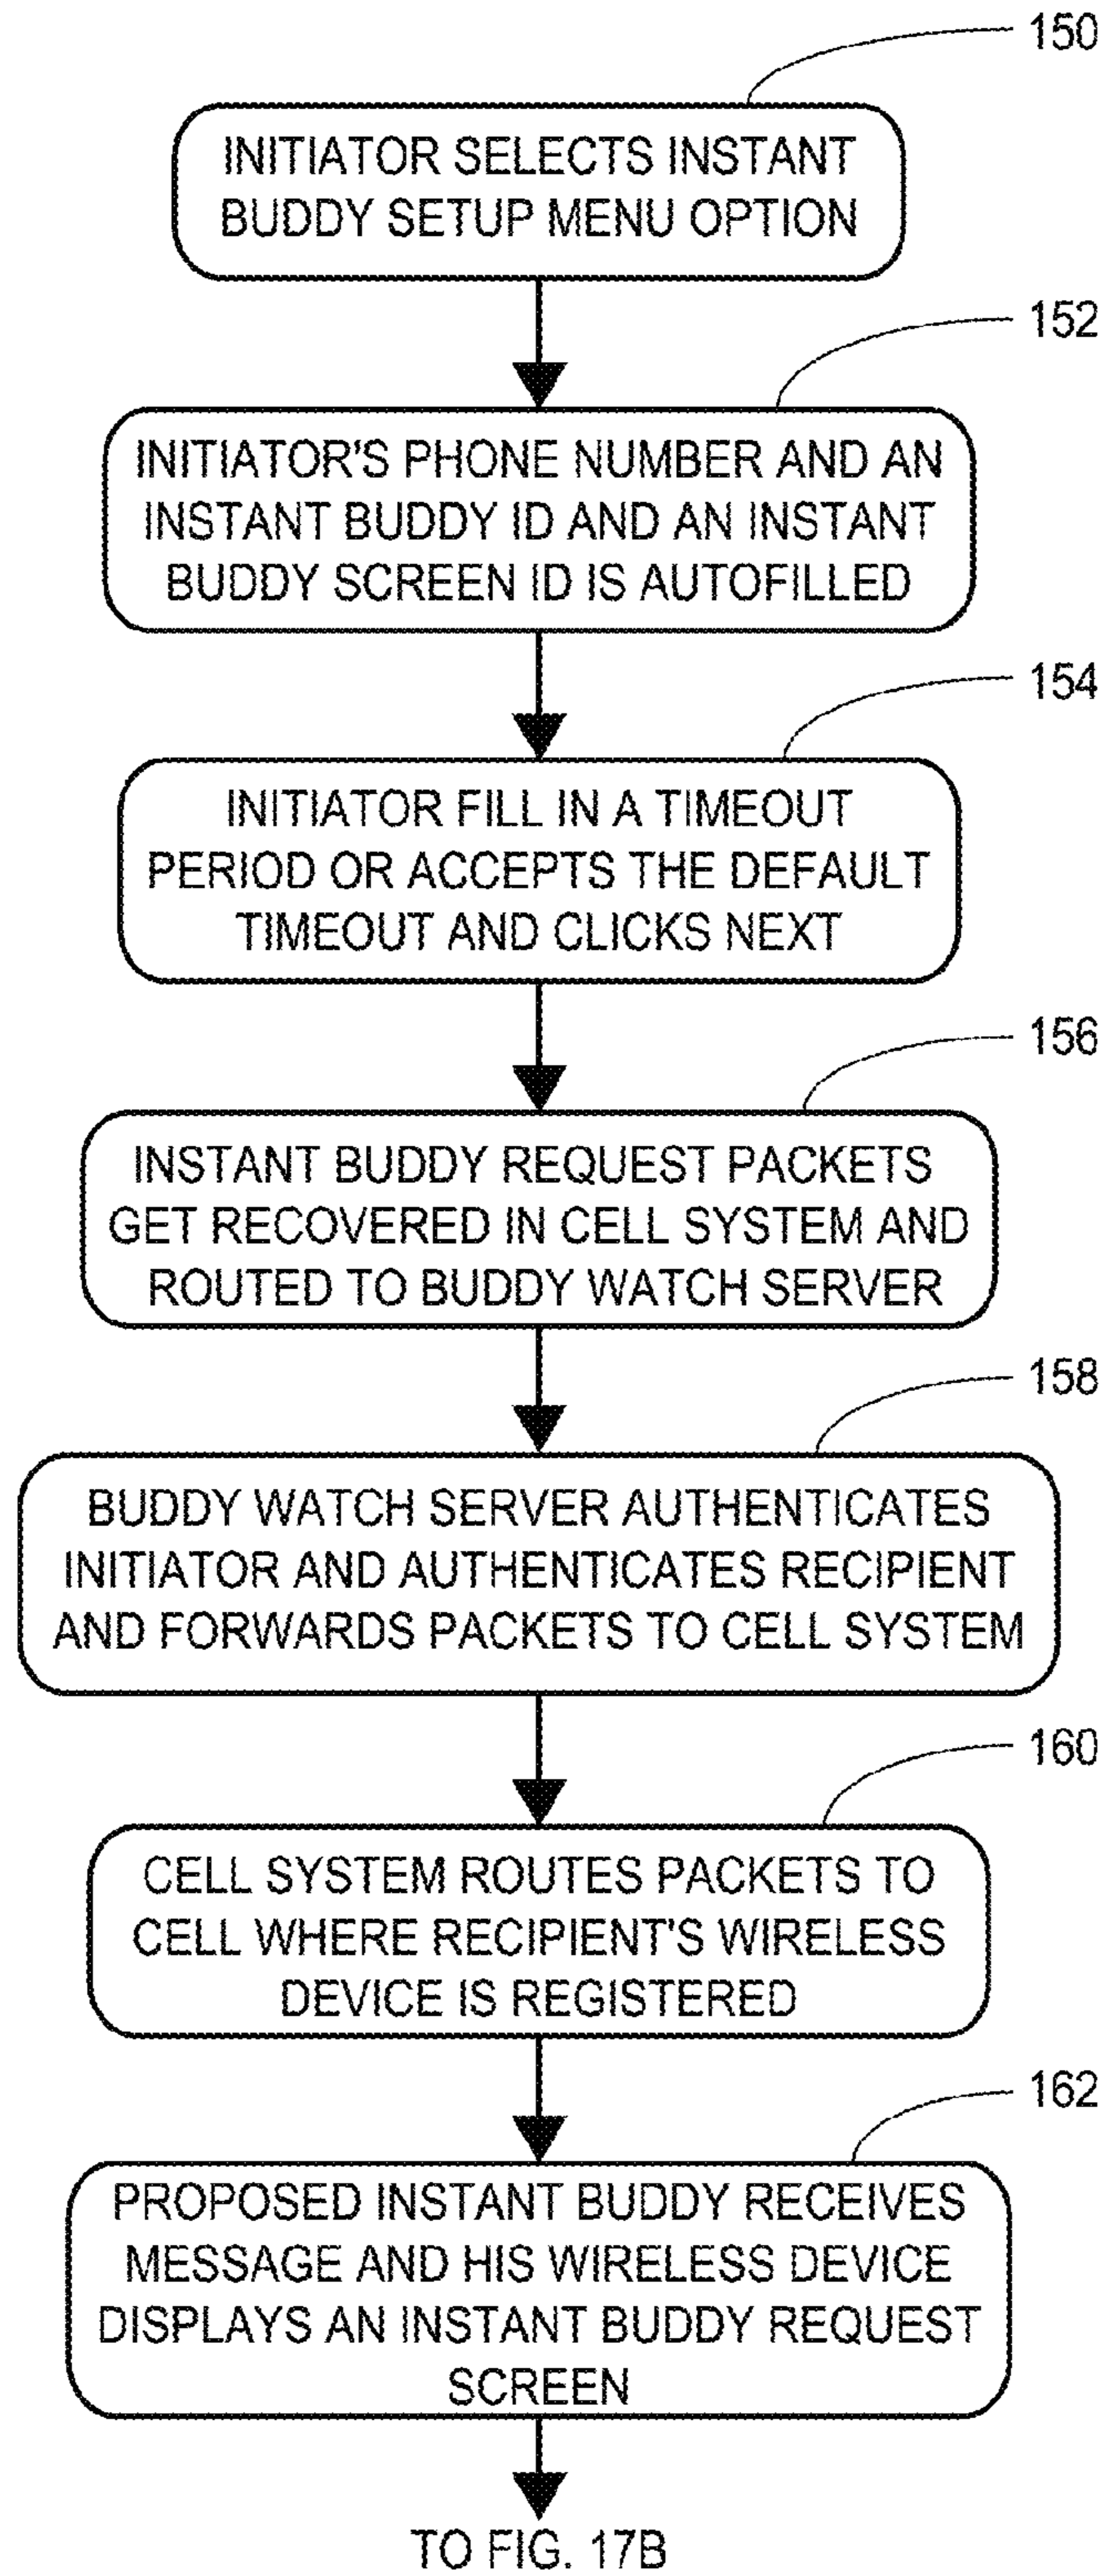 150
INITIATOR SELECTS INSTANT
BUDDY SETUP MENU OPTION
152
INITIATOR'S PHONE NUMBER AND AN
INSTANT BUDDY ID AND AN INSTANT
BUDDY SCREEN ID IS AUTOFILLED
154
INITIATOR FILL IN A TIMEOUT
PERIOD OR ACCEPTS THE DEFAULT
TIMEOUT AND CLICKS NEXT
156
INSTANT BUDDY REQUEST PACKETS
GET RECOVERED IN CELL SYSTEM AND
ROUTED TO BUDDY WATCH SERVER
158
BUDDY WATCH SERVER AUTHENTICATES
INITIATOR AND AUTHENTICATES RECIPIENT
AND FORWARDS PACKETS TO CELL SYSTEM
160
CELL SYSTEM ROUTES PACKETS TO
CELL WHERE RECIPIENT'S WIRELESS
DEVICE IS REGISTERED
162
PROPOSED INSTANT BUDDY RECEIVES
MESSAGE AND HIS WIRELESS DEVICE
DISPLAYS AN INSTANT BUDDY REQUEST
SCREEN
TO FIG. 17B